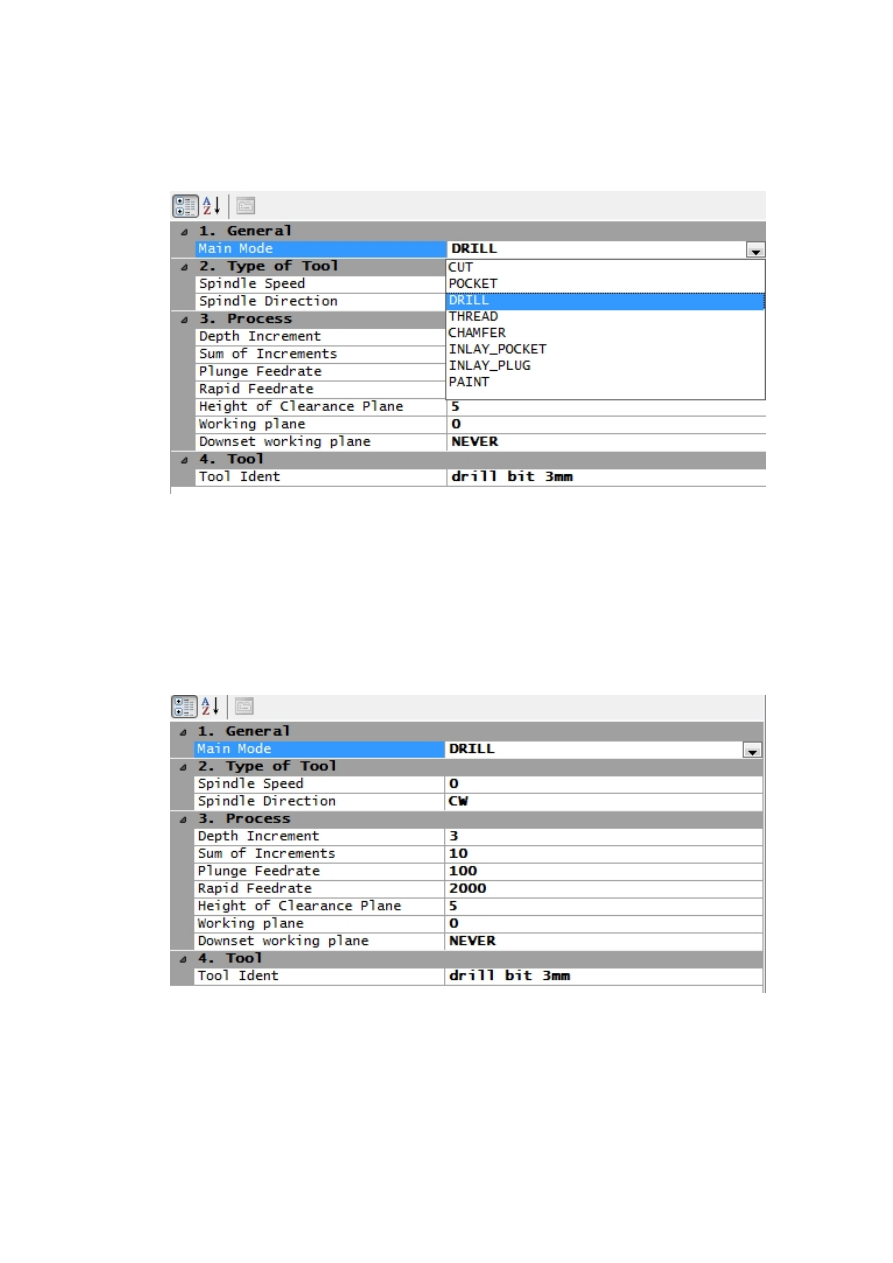 1. General
Main Mode DRILL
2. Type of Tool CUT
Spindle Speed POCKET
Spindle Direction DRILL
3. Process THREAD
Depth Increment CHAMFER
Sum of Increments INLAY_POCKET
Plunge Feedrate INLAY_PLUG
Rapid Feedrate PAINT
Height of Clearance Plane 5
Working plane 0
Downset working plane NEVER
4. Tool
Tool Ident drill bit 3mm
1. General
Main Mode DRILL
2. Type of Tool
Spindle Speed 0
Spindle Direction CW
3. Process
Depth Increment 3
Sum of Increments 10
Plunge Feedrate 100
Rapid Feedrate 2000
Height of Clearance Plane 5
Working plane 0
Downset working plane NEVER
4. Tool
Tool Ident drill bit 3mm